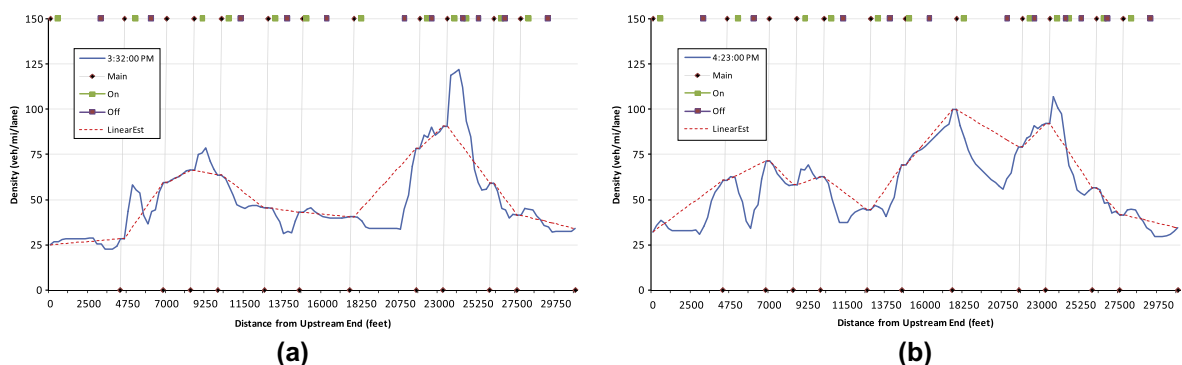 150
125
100
75
50
25
0
Density (veh/mi/lane)
3:32:00 PM
Main
On
Off
LinearEst
0 2500 4750 7000 9250 11500 13750 16000 18250 20750 23000 25250 27500 29750
Distance from Upstream End (feet)
(a)
150
125
100
75
50
25
0
Density (veh/mi/lane)
4:23:00 PM
Main
On
Off
LinearEst
0 2500 4750 7000 9250 11500 13750 16000 18250 20750 23000 25250 27500 29750
Distance from Upstream End (feet)
(b)